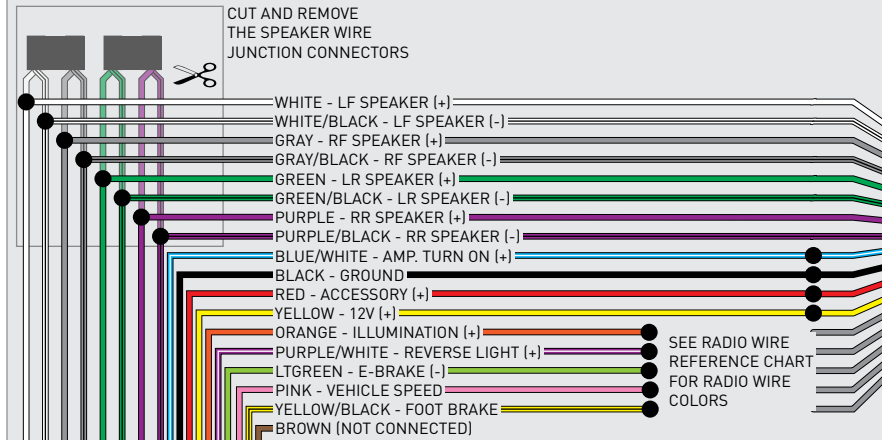 CUT AND REMOVE
THE SPEAKER WIRE
JUNCTION CONNECTORS
WHITE - LF SPEAKER (+)
WHITE/BLACK - LF SPEAKER (-)
GRAY - RF SPEAKER (+)
GRAY/BLACK - RF SPEAKER (-)
GREEN - LR SPEAKER (+)
GREEN/BLACK - LR SPEAKER (-)
PURPLE - RR SPEAKER (+)
PURPLE/BLACK - RR SPEAKER (-)
BLUE/WHITE - AMP. TURN ON (+)
BLACK - GROUND
RED - ACCESSORY (+)
YELLOW - 12V (+)
ORANGE - ILLUMINATION (+)
PURPLE/WHITE - REVERSE LIGHT (+)
LTGREEN - E-BRAKE (-)
PINK - VEHICLE SPEED
YELLOW/BLACK - FOOT BRAKE
BROWN (NOT CONNECTED)
SEE RADIO WIRE
REFERENCE CHART
FOR RADIO WIRE
COLORS